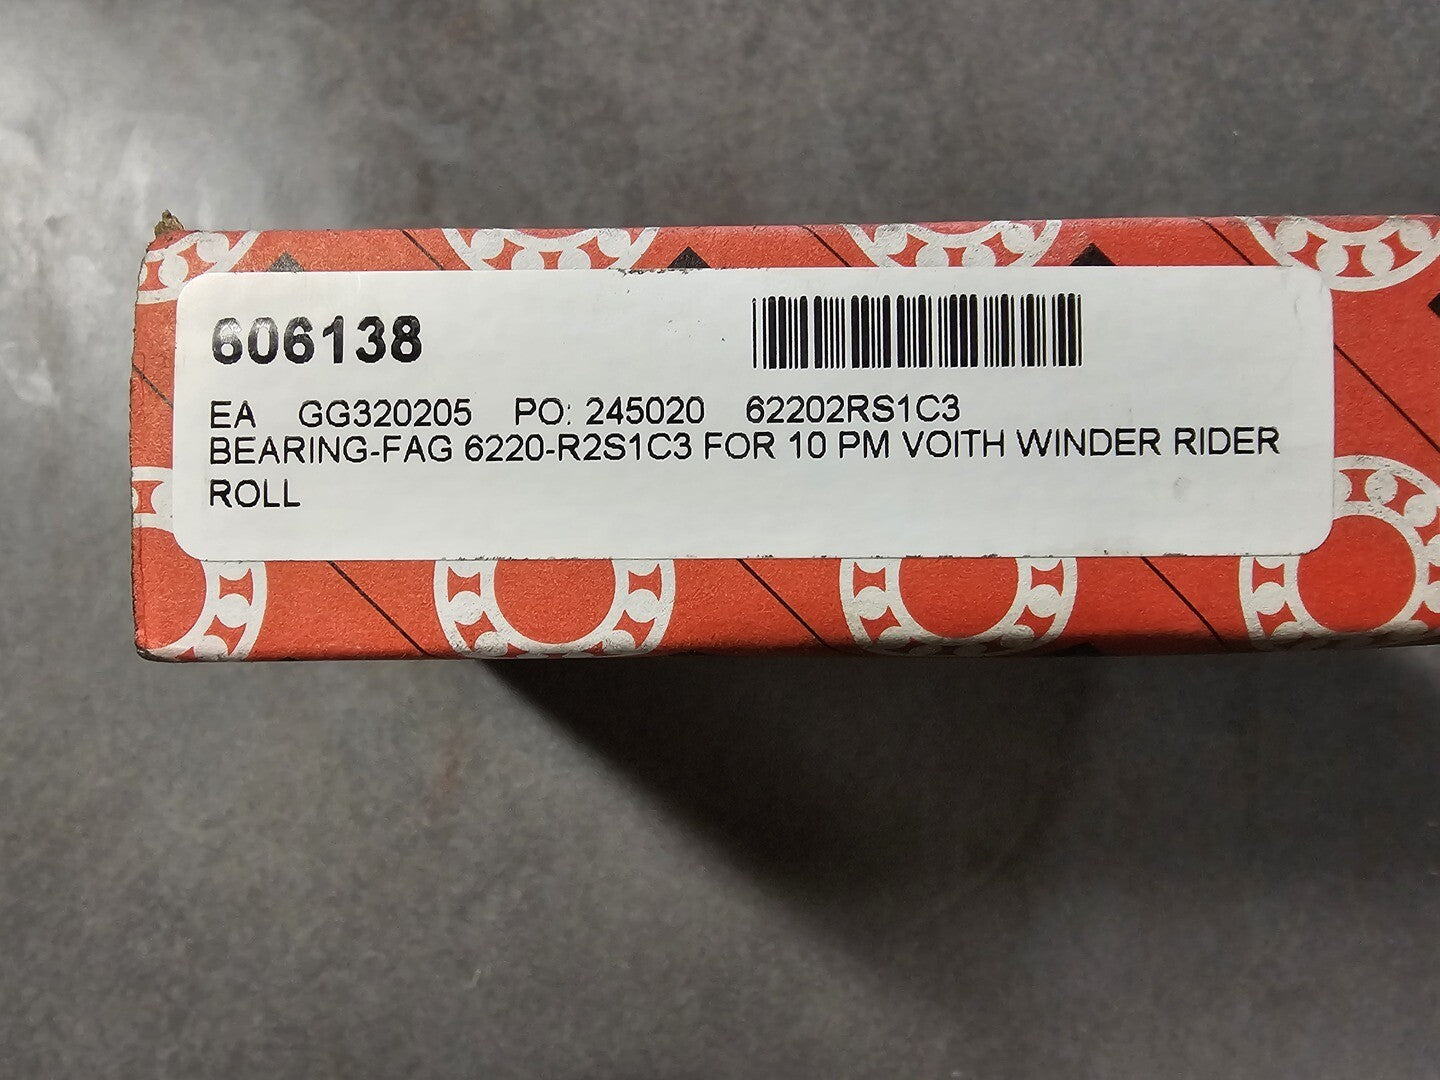 606138
EA GG320205 PO: 245020 62202RS1C3
BEARING-FAG 6220-R2S1C3 FOR 10 PM VOITH WINDER RIDER
ROLL